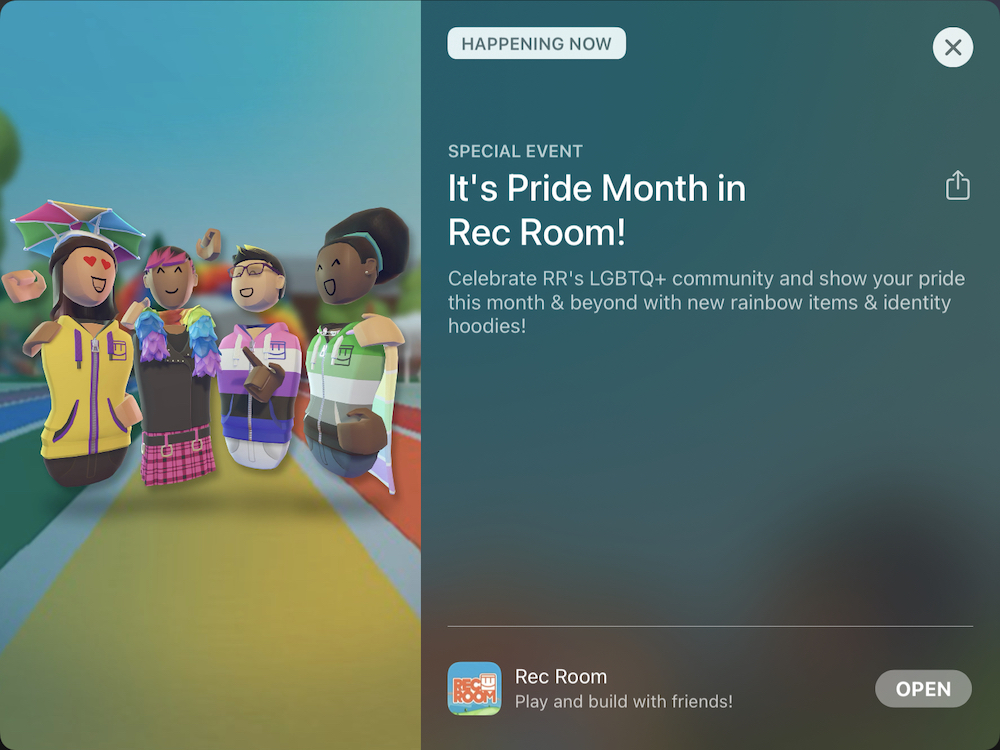 HAPPENING NOW
SPECIAL EVENT
It's Pride Month in
Rec Room!
Celebrate RR's LGBTQ+ community and show your pride
this month & beyond with new rainbow items & identity
hoodies!
REC
ROOM
Rec Room
Play and build with friends!
OPEN